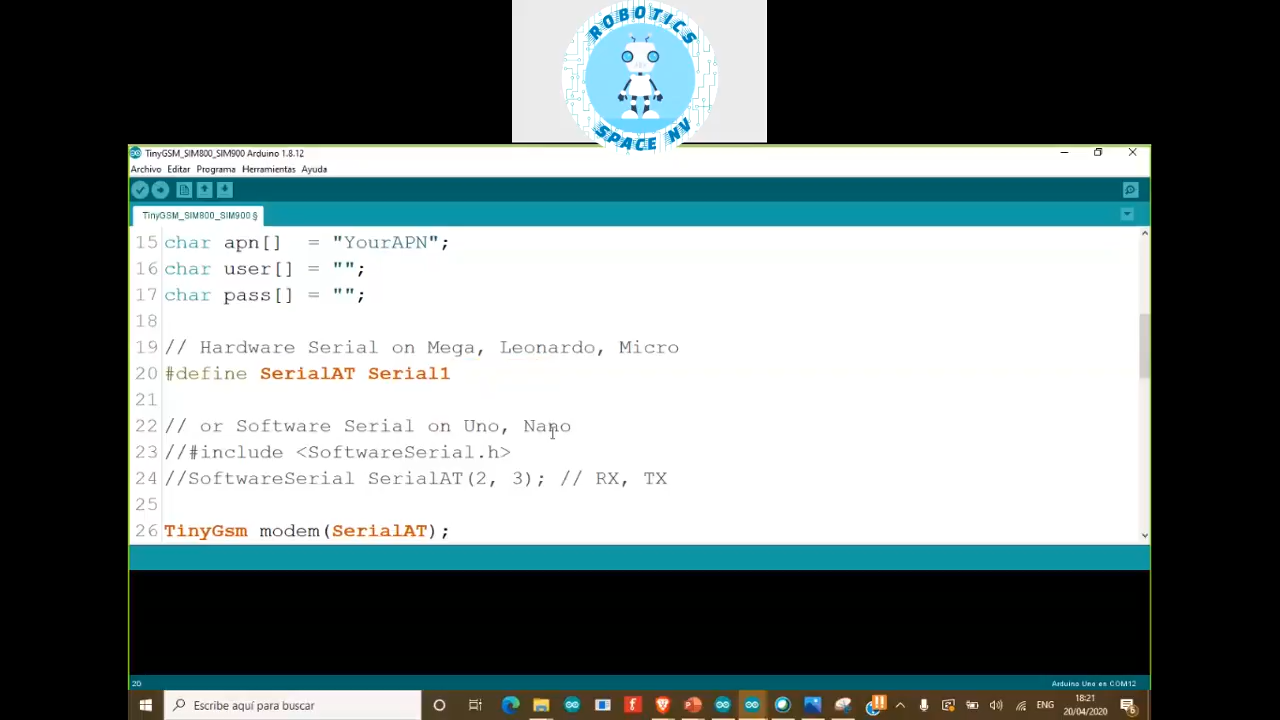 ROBOTICS
SPACE NV
TinyGSM_SIM800_SIM900 Arduino 1.8.12
Archivo Editar Programa Herramientas Ayuda
TinyGSM_SIM800_SIM900 §
15 char apn[]  = "YourAPN";
16 char user[] = "";
17 char pass[] = "";
18
19 // Hardware Serial on Mega, Leonardo, Micro
20 #define SerialAT Serial1
21
22 // or Software Serial on Uno, Nano
23 //#include <SoftwareSerial.h>
24 //SoftwareSerial SerialAT(2, 3); // RX, TX
25
26 TinyGsm modem(SerialAT);
20
Arduino Uno en COM12
Escribe aquí para buscar
ENG
18:21
20/04/2020